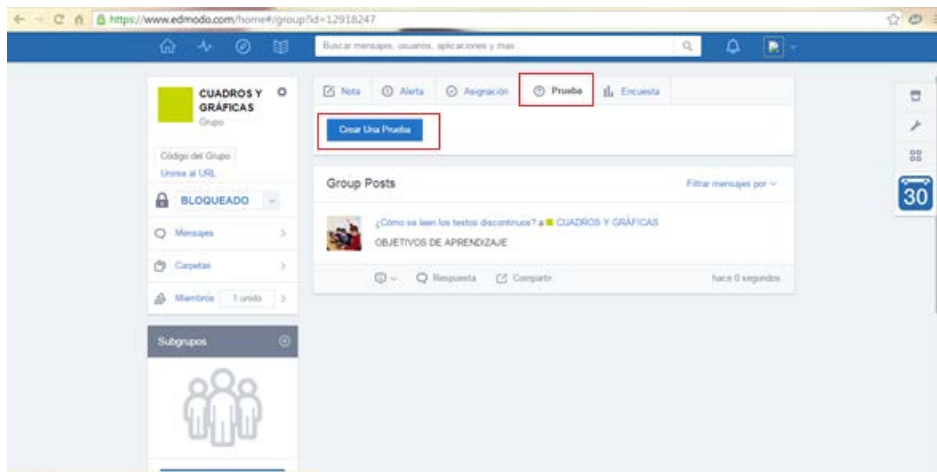 https://www.edmodo.com/home#/group?id=12918247
Buscar mensajes, usuarios, aplicaciones y mas...
CUADROS Y
GRÁFICAS
Grupo
Código del Grupo
Unirse al URL
BLOQUEADO
Mensajes
Carpetas
Miembros 1 unido
Subgrupos
Nota Alerta Asignación Prueba Encuesta
Crear Una Prueba
Group Posts Filtrar mensajes por
¿Cómo se leen los textos discontinuos? a CUADROS Y GRÁFICAS
OBJETIVOS DE APRENDIZAJE
Respuesta Compartir hace 0 segundos
30